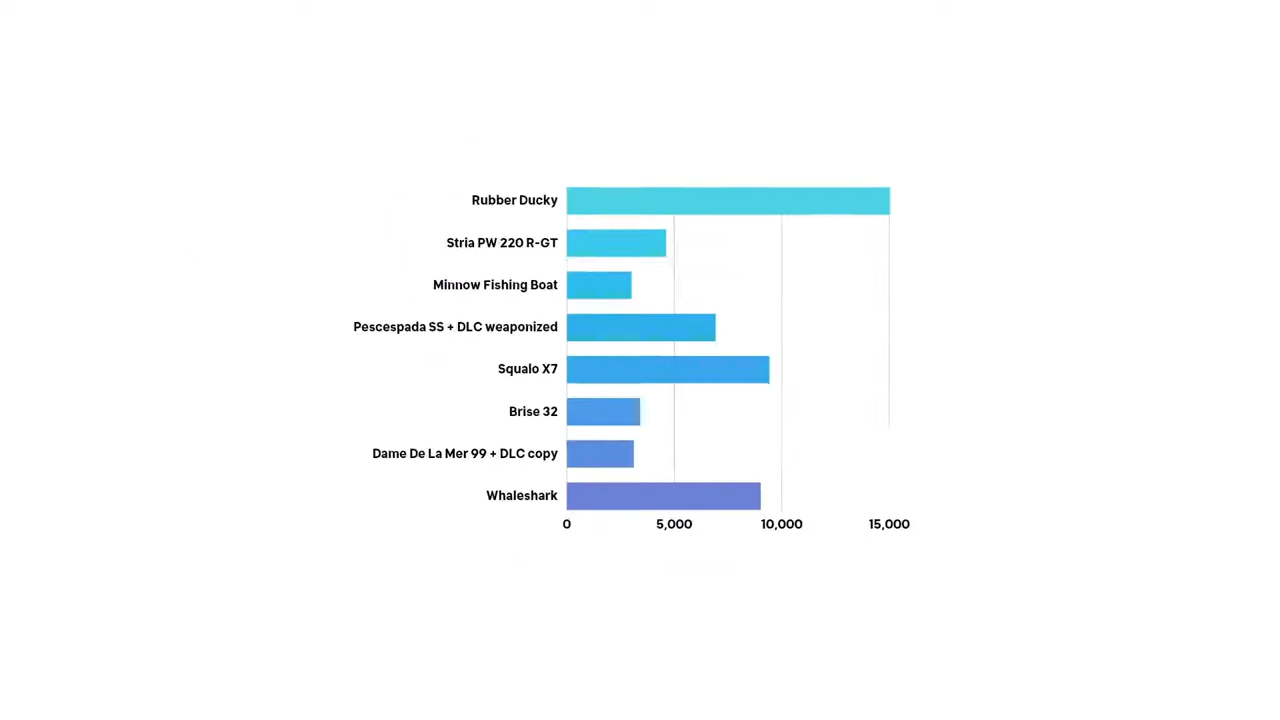 Rubber Ducky
Stria PW 220 R-GT
Minnow Fishing Boat
Pescespada SS + DLC weaponized
Squalo X7
Brise 32
Dame De La Mer 99 + DLC copy
Whaleshark
0 5,000 10,000 15,000